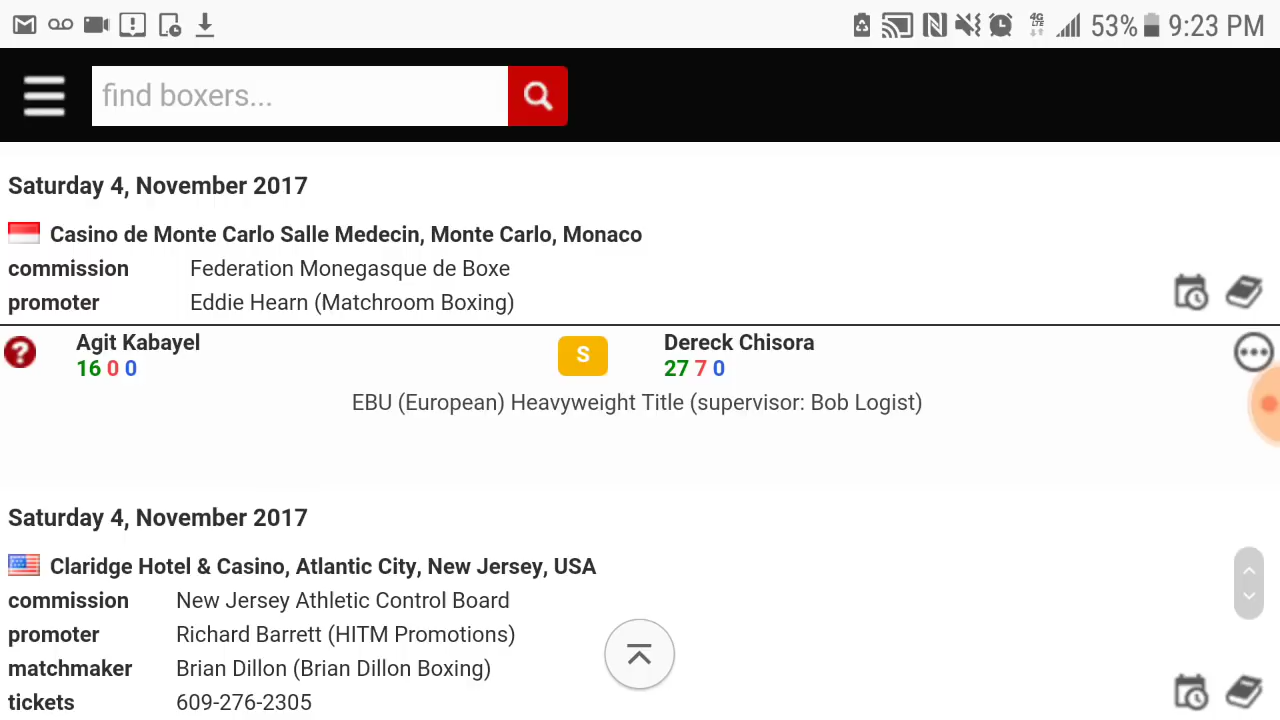 53% 9:23 PM
find boxers...
Saturday 4, November 2017
Casino de Monte Carlo Salle Medecin, Monte Carlo, Monaco
commission Federation Monegasque de Boxe
promoter Eddie Hearn (Matchroom Boxing)
Agit Kabayel S Dereck Chisora
16 0 0 27 7 0
EBU (European) Heavyweight Title (supervisor: Bob Logist)
Saturday 4, November 2017
Claridge Hotel & Casino, Atlantic City, New Jersey, USA
commission New Jersey Athletic Control Board
promoter Richard Barrett (HITM Promotions)
matchmaker Brian Dillon (Brian Dillon Boxing)
tickets 609-276-2305